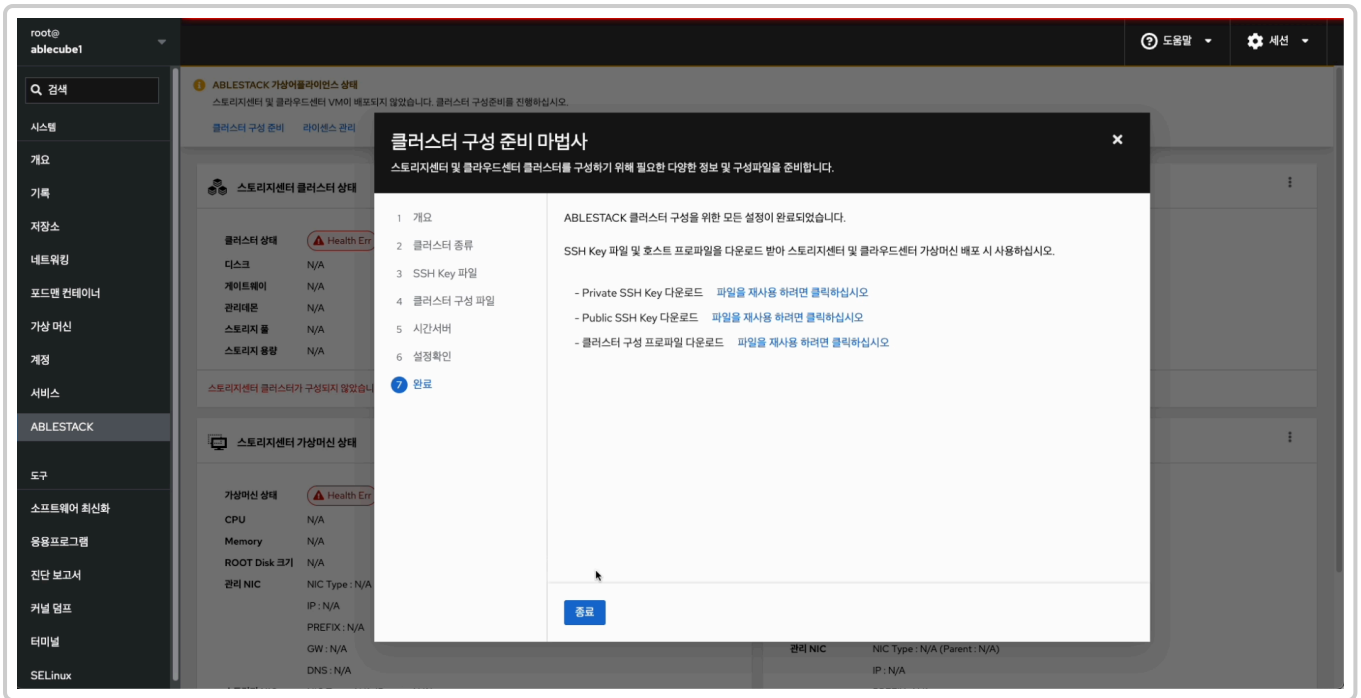 root@
ablecube1
도움말
세션
검색
시스템
개요
기록
저장소
네트워킹
포드맨 컨테이너
가상 머신
계정
서비스
ABLESTACK
도구
소프트웨어 최신화
응용프로그램
진단 보고서
커널 덤프
터미널
SELinux
ABLESTACK 가상어플라이언스 상태
스토리지센터 및 클라우드센터 VM이 배포되지 않았습니다. 클러스터 구성준비를 진행하십시오.
클러스터 구성 준비 라이센스 관리
스토리지센터 클러스터 상태
클러스터 상태 Health Err
디스크 N/A
게이트웨이 N/A
관리데몬 N/A
스토리지 풀 N/A
스토리지 용량 N/A
스토리지센터 클러스터가 구성되지 않았습니
스토리지센터 가상머신 상태
가상머신 상태 Health Err
CPU N/A
Memory N/A
ROOT Disk 크기 N/A
관리 NIC NIC Type : N/A
IP : N/A
PREFIX : N/A
GW : N/A
DNS : N/A
관리 NIC NIC Type : N/A (Parent : N/A)
IP : N/A
클러스터 구성 준비 마법사
스토리지센터 및 클라우드센터 클러스터를 구성하기 위해 필요한 다양한 정보 및 구성파일을 준비합니다.
1 개요
2 클러스터 종류
3 SSH Key 파일
4 클러스터 구성 파일
5 시간서버
6 설정확인
7 완료
ABLESTACK 클러스터 구성을 위한 모든 설정이 완료되었습니다.
SSH Key 파일 및 호스트 프로파일을 다운로드 받아 스토리지센터 및 클라우드센터 가상머신 배포 시 사용하십시오.
- Private SSH Key 다운로드 파일을 재사용 하려면 클릭하십시오
- Public SSH Key 다운로드 파일을 재사용 하려면 클릭하십시오
- 클러스터 구성 프로파일 다운로드 파일을 재사용 하려면 클릭하십시오
종료